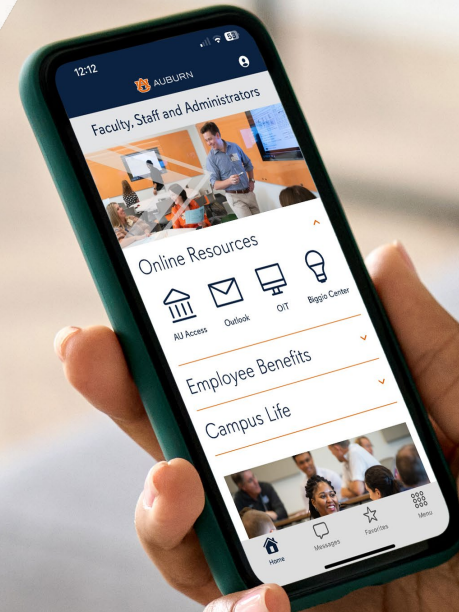 12:12
53
AUBURN
Faculty, Staff and Administrators
Online Resources
AU Access
Outlook
OIT
Biggio Center
Employee Benefits
Campus Life
Home
Messages
Favorites
Menu